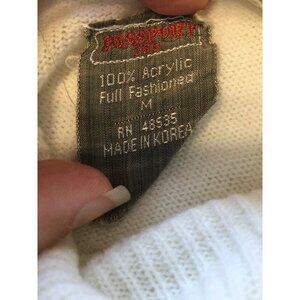 PASSPORT
100% Acrylic
Full Fashioned
M
RN 48535
MADE IN KOREA